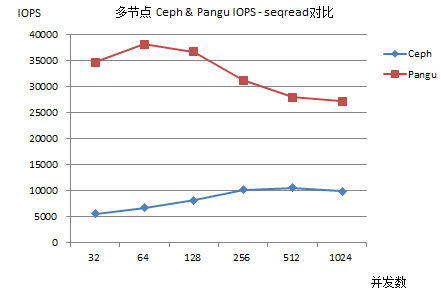 多节点 Ceph & Pangu IOPS - seqread对比
IOPS
40000
35000
30000
25000
20000
15000
10000
5000
0
32 64 128 256 512 1024
并发数
Ceph
Pangu